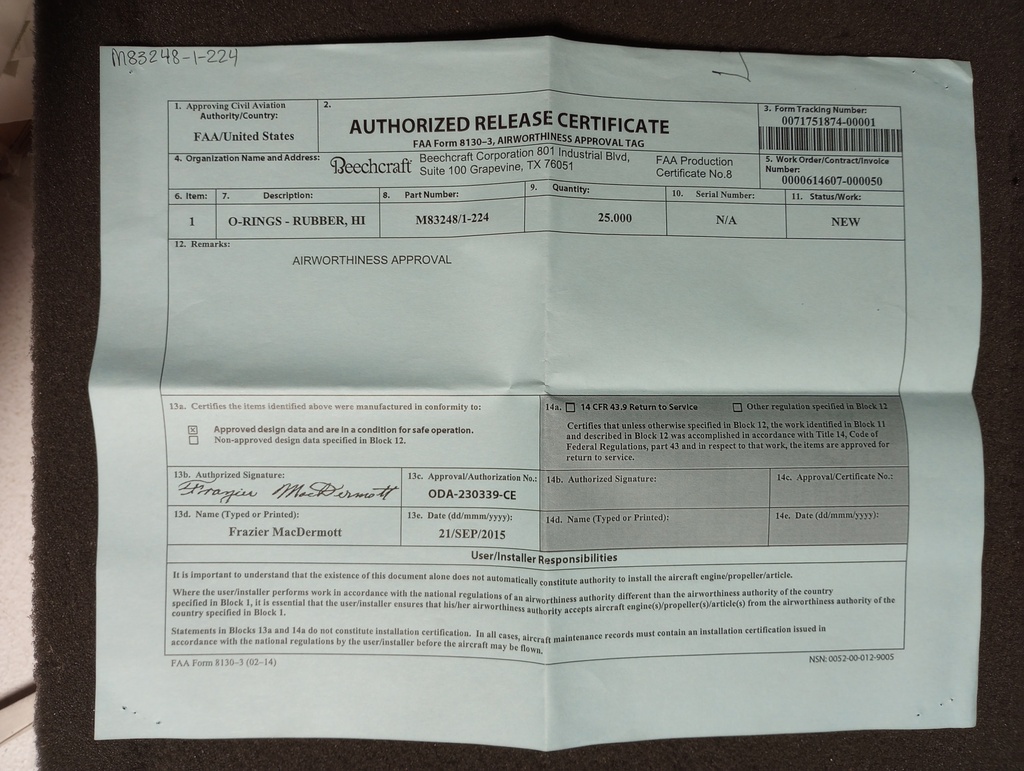 M83248-1-224
1. Approving Civil Aviation
Authority/Country:
FAA/United States
2.
AUTHORIZED RELEASE CERTIFICATE
FAA Form 8130–3, AIRWORTHINESS APPROVAL TAG
3. Form Tracking Number:
0071751874-00001
4. Organization Name and Address:
Beechcraft
Beechcraft Corporation 801 Industrial Blvd,
Suite 100 Grapevine, TX 76051
FAA Production
Certificate No.8
5. Work Order/Contract/Invoice
Number:
0000614607-000050
6. Item: 7. Description: 8. Part Number: 9. Quantity: 10. Serial Number: 11. Status/Work:
1 O-RINGS - RUBBER, HI M83248/1-224 25.000 N/A NEW
12. Remarks:
AIRWORTHINESS APPROVAL
13a. Certifies the items identified above were manufactured in conformity to:
Approved design data and are in a condition for safe operation.
Non-approved design data specified in Block 12.
14a. 14 CFR 43.9 Return to Service Other regulation specified in Block 12
Certifies that unless otherwise specified in Block 12, the work identified in Block 11
and described in Block 12 was accomplished in accordance with Title 14, Code of
Federal Regulations, part 43 and in respect to that work, the items are approved for
return to service.
13b. Authorized Signature:
Frazier MacDermott
13c. Approval/Authorization No.:
ODA-230339-CE
14b. Authorized Signature:
14c. Approval/Certificate No.:
13d. Name (Typed or Printed):
Frazier MacDermott
13e. Date (dd/mmm/yyyy):
21/SEP/2015
14d. Name (Typed or Printed):
14e. Date (dd/mmm/yyyy):
User/Installer Responsibilities
It is important to understand that the existence of this document alone does not automatically constitute authority to install the aircraft engine/propeller/article.
Where the user/installer performs work in accordance with the national regulations of an airworthiness authority different than the airworthiness authority of the country
specified in Block 1, it is essential that the user/installer ensures that his/her airworthiness authority accepts aircraft engine(s)/propeller(s)/article(s) from the airworthiness authority of the
country specified in Block 1.
Statements in Blocks 13a and 14a do not constitute installation certification. In all cases, aircraft maintenance records must contain an installation certification issued in
accordance with the national regulations by the user/installer before the aircraft may be flown.
FAA Form 8130–3 (02–14)
NSN: 0052-00-012-9005